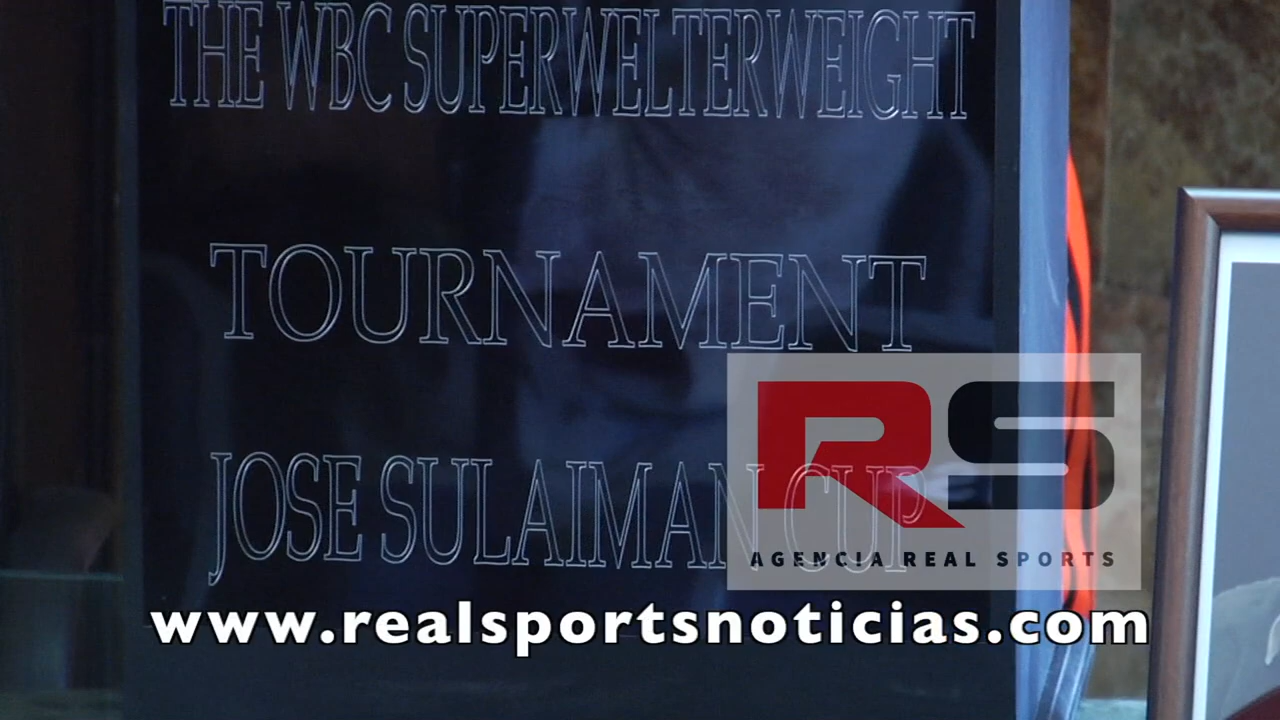 THE WBC SUPERWELTERWEIGHT
TOURNAMENT
JOSE SULAIMAN CUP
RS
AGENCIA REAL SPORTS
www.realsportsnoticias.com